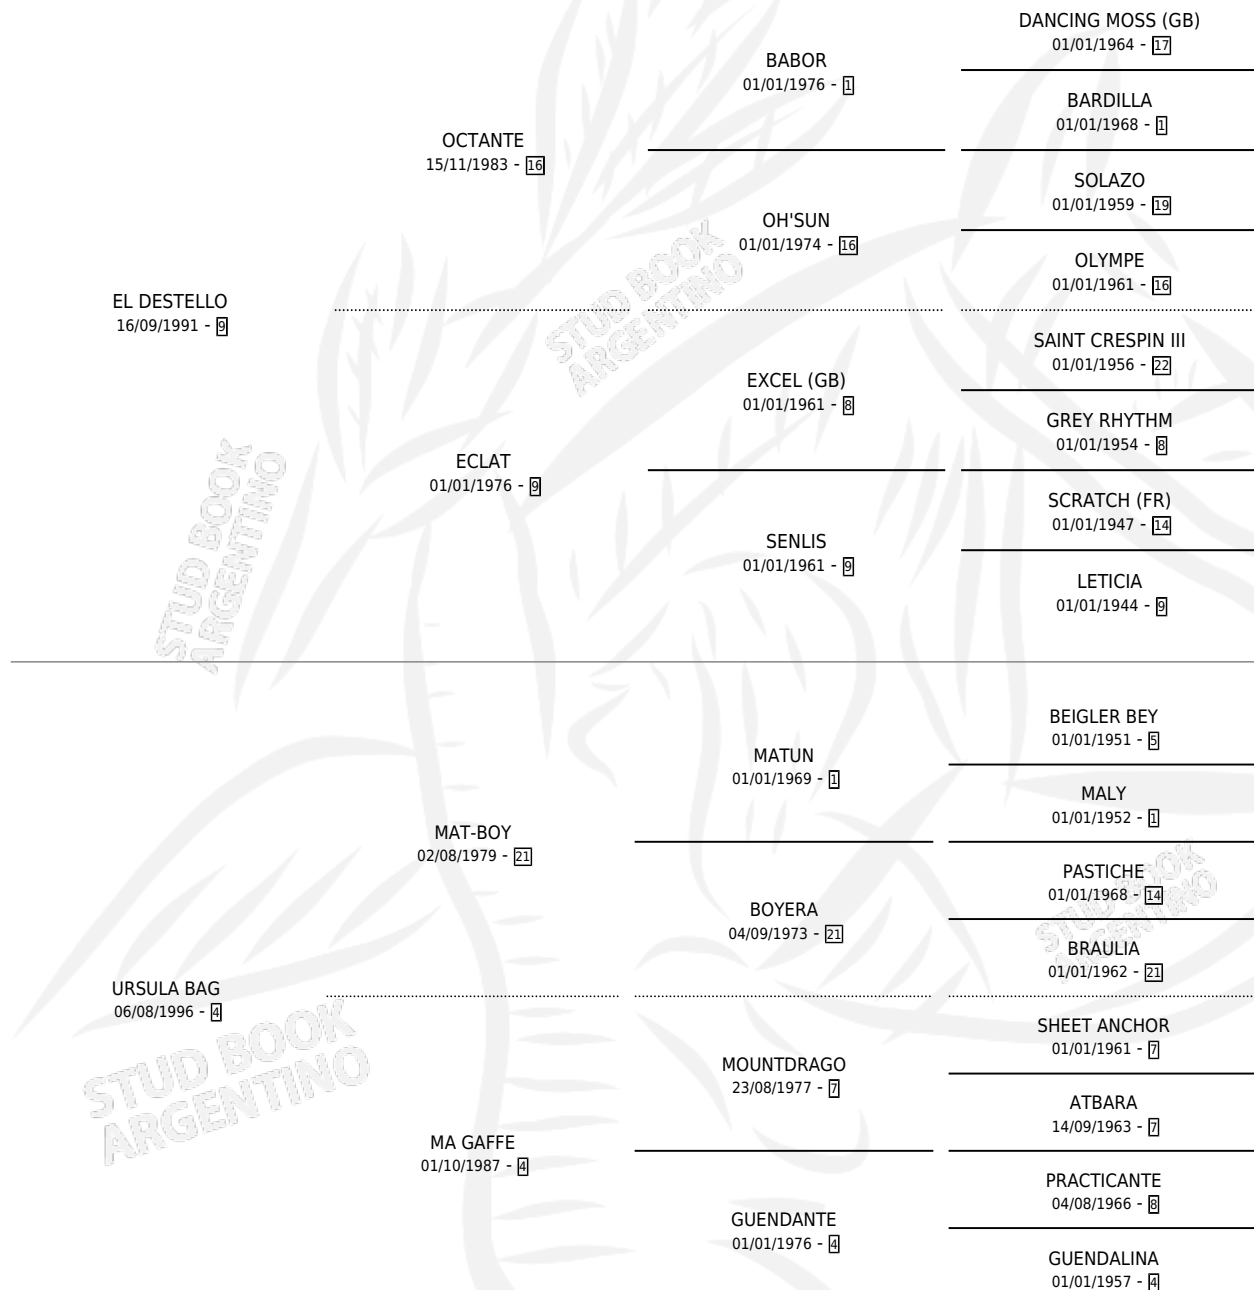 DANCING MOSS (GB)
01/01/1964 - 17
BABOR
01/01/1976 - 1
BARDILLA
01/01/1968 - 1
OCTANTE
15/11/1983 - 16
SOLAZO
01/01/1959 - 19
OH'SUN
01/01/1974 - 16
OLYMPE
01/01/1961 - 16
EL DESTELLO
16/09/1991 - 9
SAINT CRESPIN III
01/01/1956 - 22
EXCEL (GB)
01/01/1961 - 8
GREY RHYTHM
01/01/1954 - 8
ECLAT
01/01/1976 - 9
SCRATCH (FR)
01/01/1947 - 14
SENLIS
01/01/1961 - 9
LETICIA
01/01/1944 - 9
STUD BOOK
ARGENTINO
STUD BOOK
ARGENTINO
BEIGLER BEY
01/01/1951 - 5
MATUN
01/01/1969 - 1
MALY
01/01/1952 - 1
MAT-BOY
02/08/1979 - 21
PASTICHE
01/01/1968 - 14
BOYERA
04/09/1973 - 21
BRAULIA
01/01/1962 - 21
STUD BOOK
ARGENTINO
URSULA BAG
06/08/1996 - 4
STUD BOOK
ARGENTINO
SHEET ANCHOR
01/01/1961 - 7
MOUNTDRAGO
23/08/1977 - 7
ATBARA
14/09/1963 - 7
MA GAFFE
01/10/1987 - 4
PRACTICANTE
04/08/1966 - 8
GUENDANTE
01/01/1976 - 4
GUENDALINA
01/01/1957 - 4